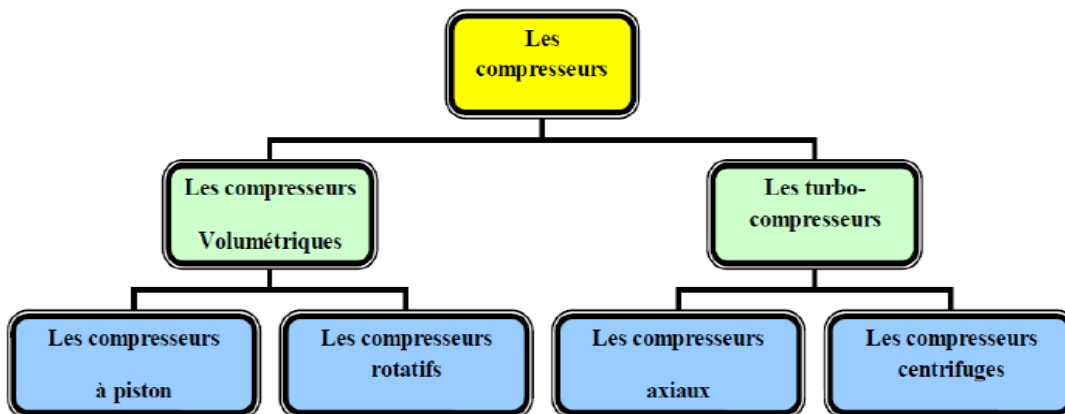 Les
compresseurs
Les compresseurs
Volumétriques
Les turbo-
compresseurs
Les compresseurs
à piston
Les compresseurs
rotatifs
Les compresseurs
axiaux
Les compresseurs
centrifuges